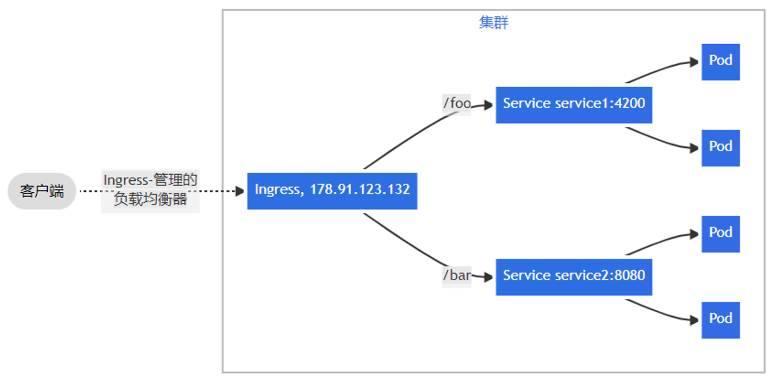 集群
Pod
/foo
Service service1:4200
Pod
客户端
Ingress-管理的
负载均衡器
Ingress, 178.91.123.132
Pod
/bar
Service service2:8080
Pod